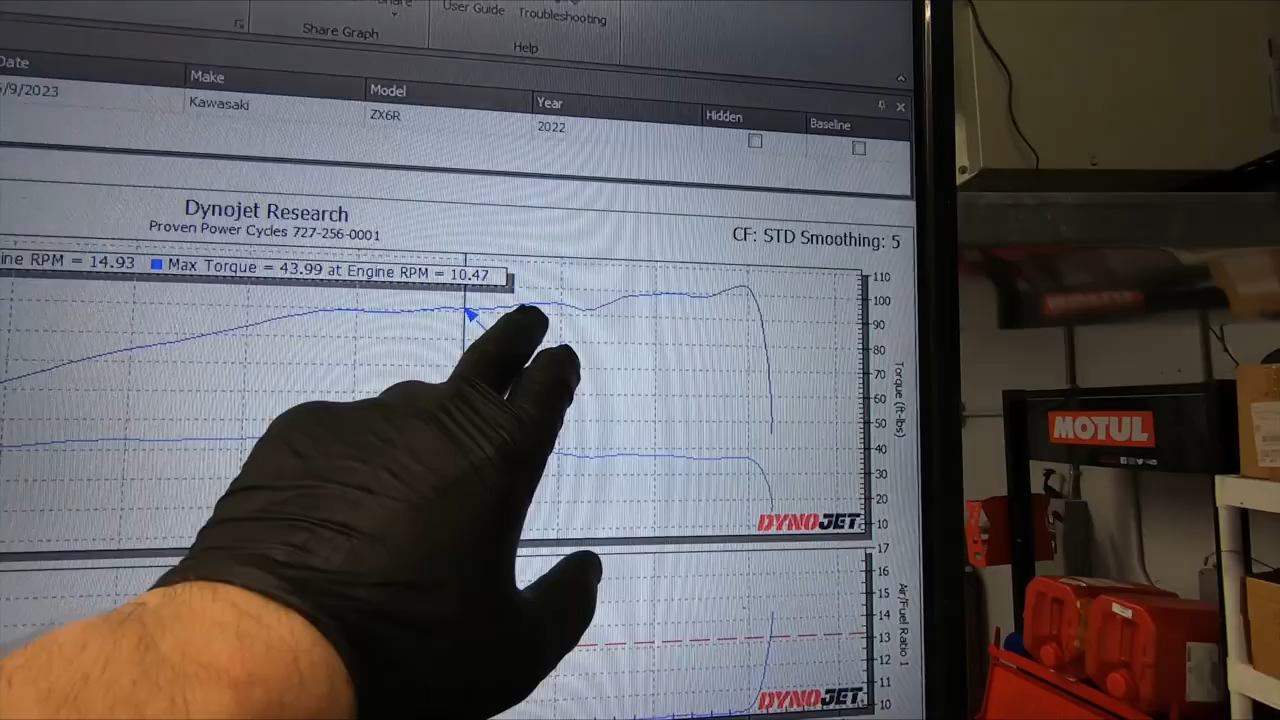 User Guide Troubleshooting
Share Graph
Help
Date Make Model Year Hidden Baseline
/9/2023 Kawasaki ZX6R 2022
Dynojet Research
Proven Power Cycles 727-256-0001
CF: STD Smoothing: 5
ine RPM = 14.93 Max Torque = 43.99 at Engine RPM = 10.47
110
100
90
80
70
60
50
40
30
20
10
Torque (ft-lbs)
DYNOJET
17
16
15
14
13
12
11
10
Air/Fuel Ratio 1
DYNOJET
MOTUL